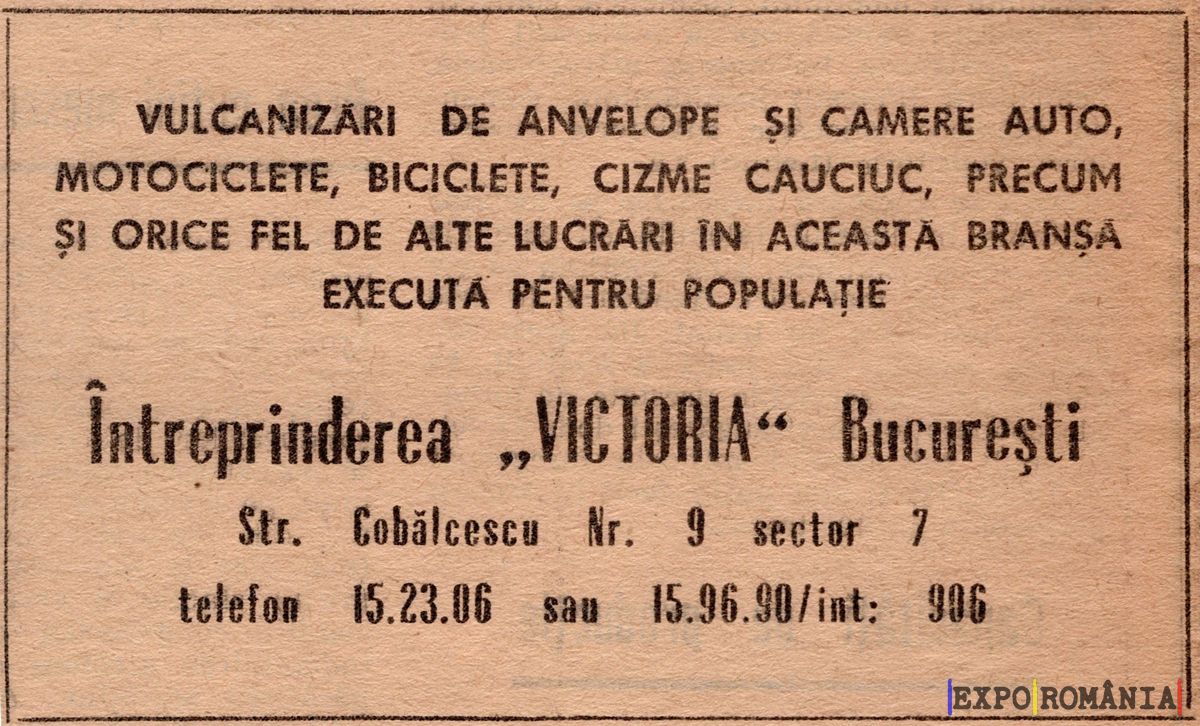 VULCANIZĂRI DE ANVELOPE ȘI CAMERE AUTO,
MOTOCICLETE, BICICLETE, CIZME CAUCIUC, PRECUM
ȘI ORICE FEL DE ALTE LUCRĂRI ÎN ACEASTĂ BRANȘĂ
EXECUTĂ PENTRU POPULAȚIE
Întreprinderea „VICTORIA“ București
Str. Cobălcescu Nr. 9 sector 7
telefon 15.23.06 sau 15.96.90/int: 906
EXPO ROMÂNIA